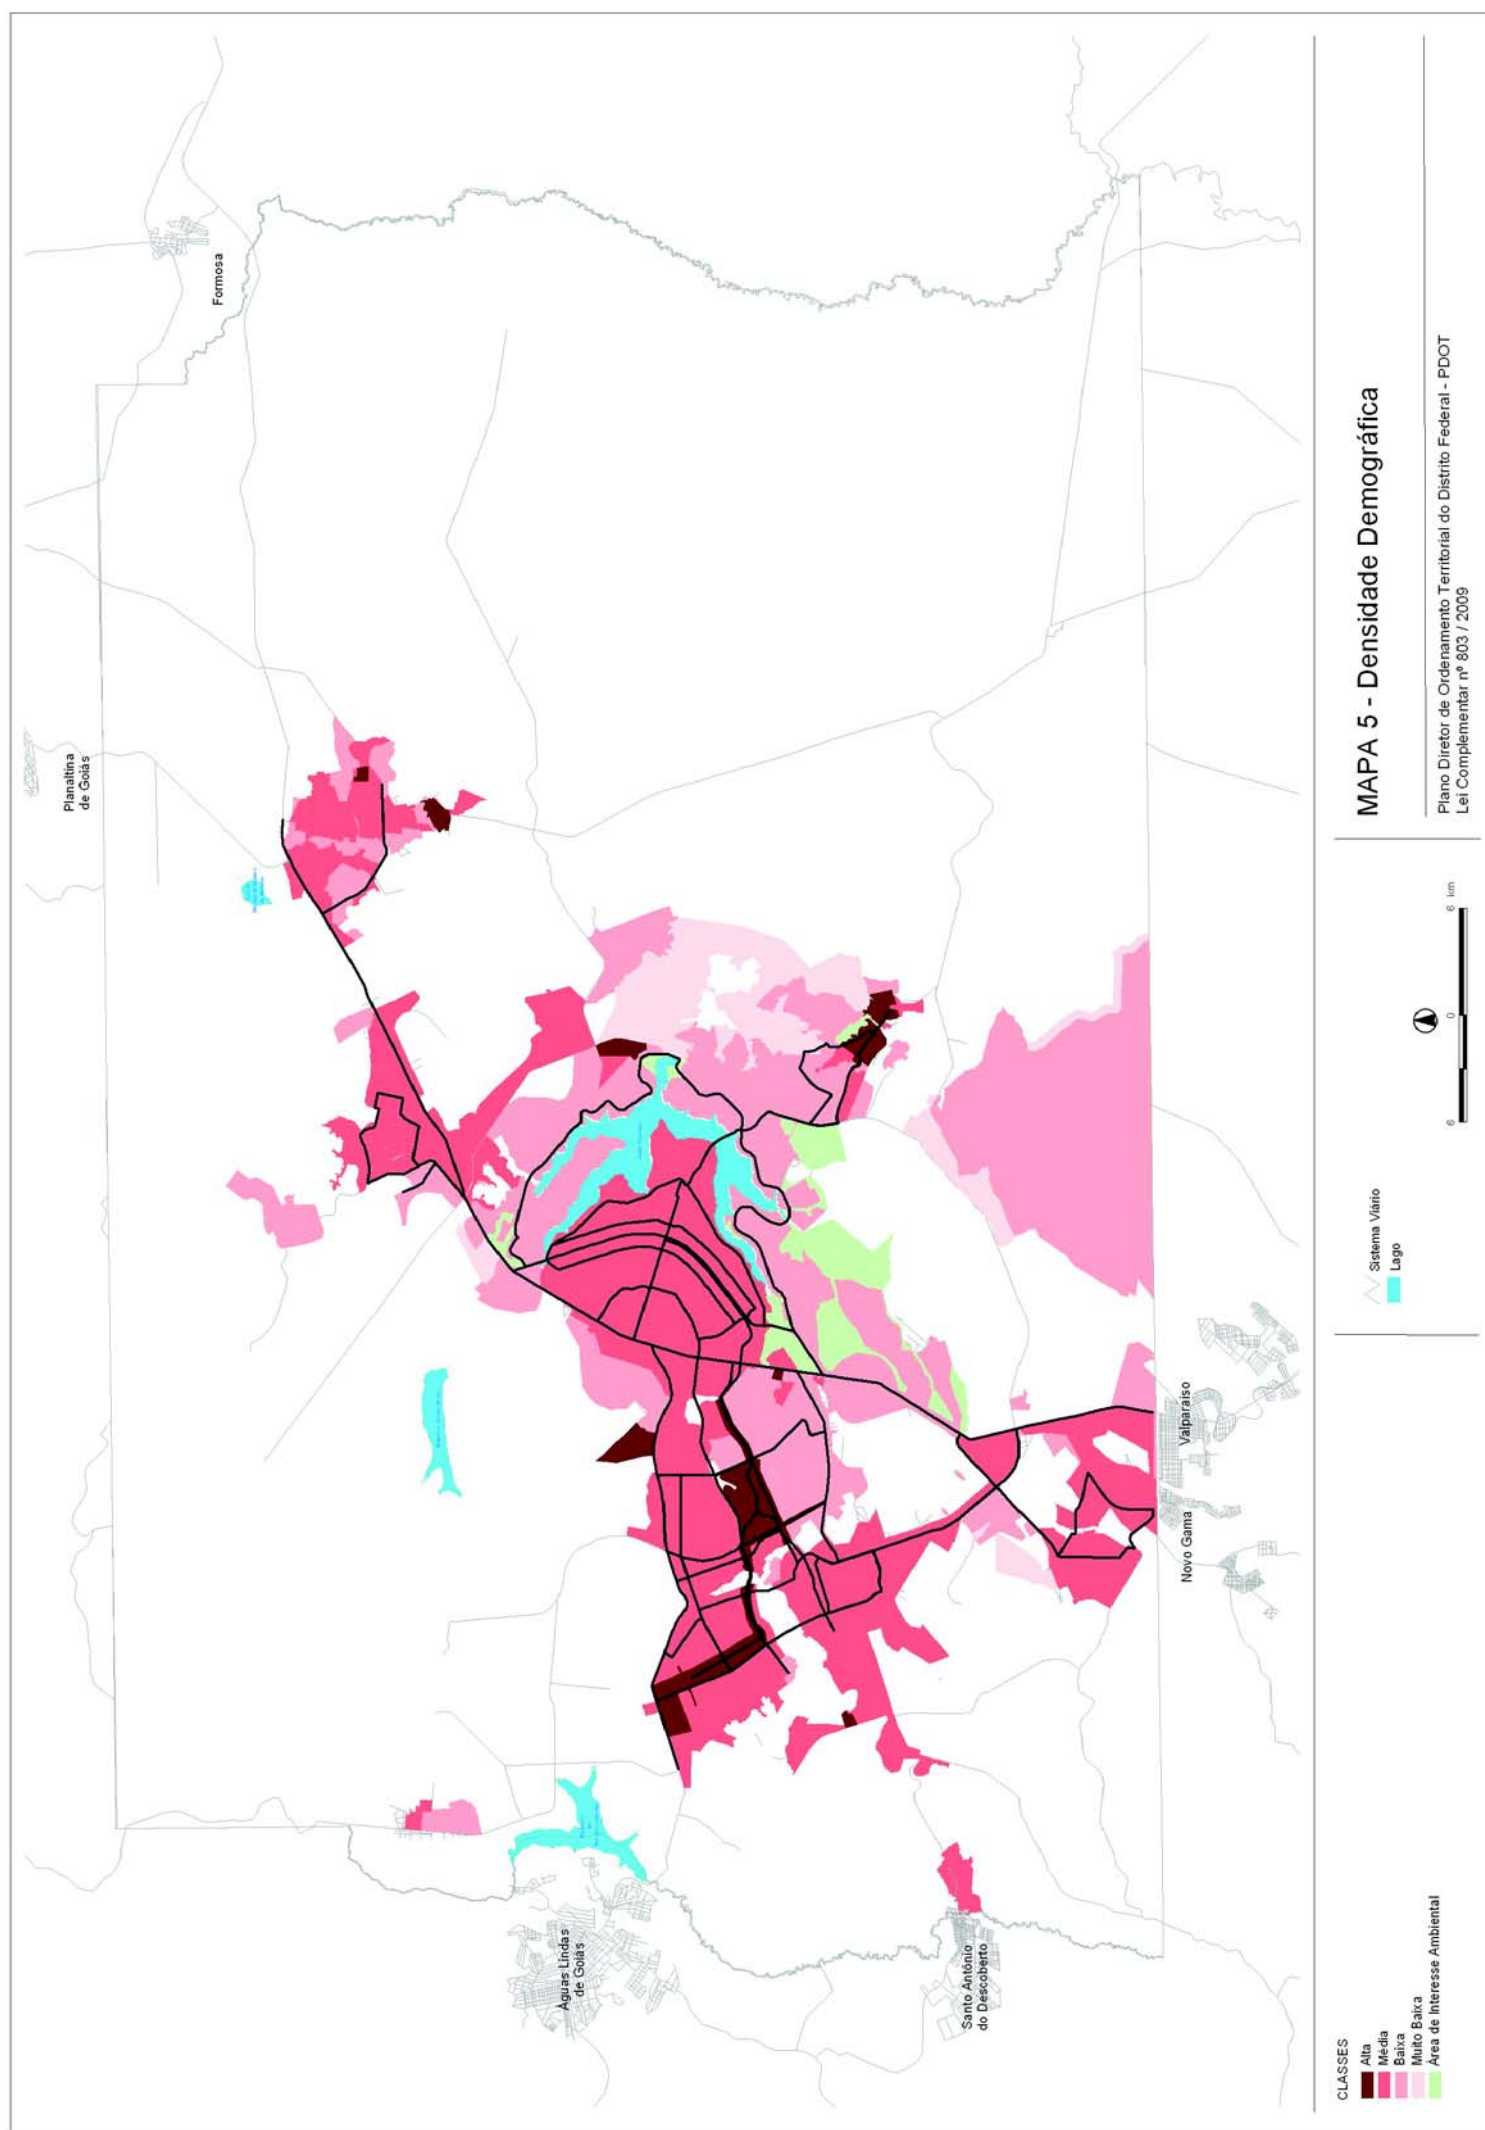 Formosa
Planaltina
de Goiás
Águas Lindas
de Goiás
Santo Antônio
do Descoberto
Novo Gama
Valparaíso
CLASSES
Alta
Média
Baixa
Muito Baixa
Área de Interesse Ambiental
Sistema Viário
Lago
6 0 6 km
MAPA 5 - Densidade Demográfica
Plano Diretor de Ordenamento Territorial do Distrito Federal - PDOT
Lei Complementar nº 803 / 2009